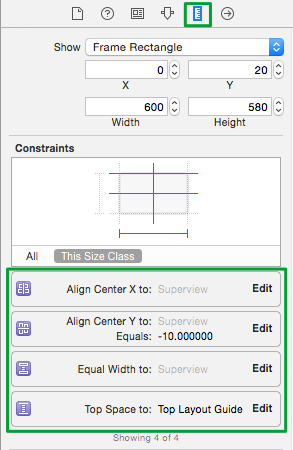 Show Frame Rectangle
0 20
X Y
600 580
Width Height
Constraints
All This Size Class
Align Center X to: Superview Edit
Align Center Y to: Superview Edit
Equals: -10.000000
Equal Width to: Superview Edit
Top Space to: Top Layout Guide Edit
Showing 4 of 4